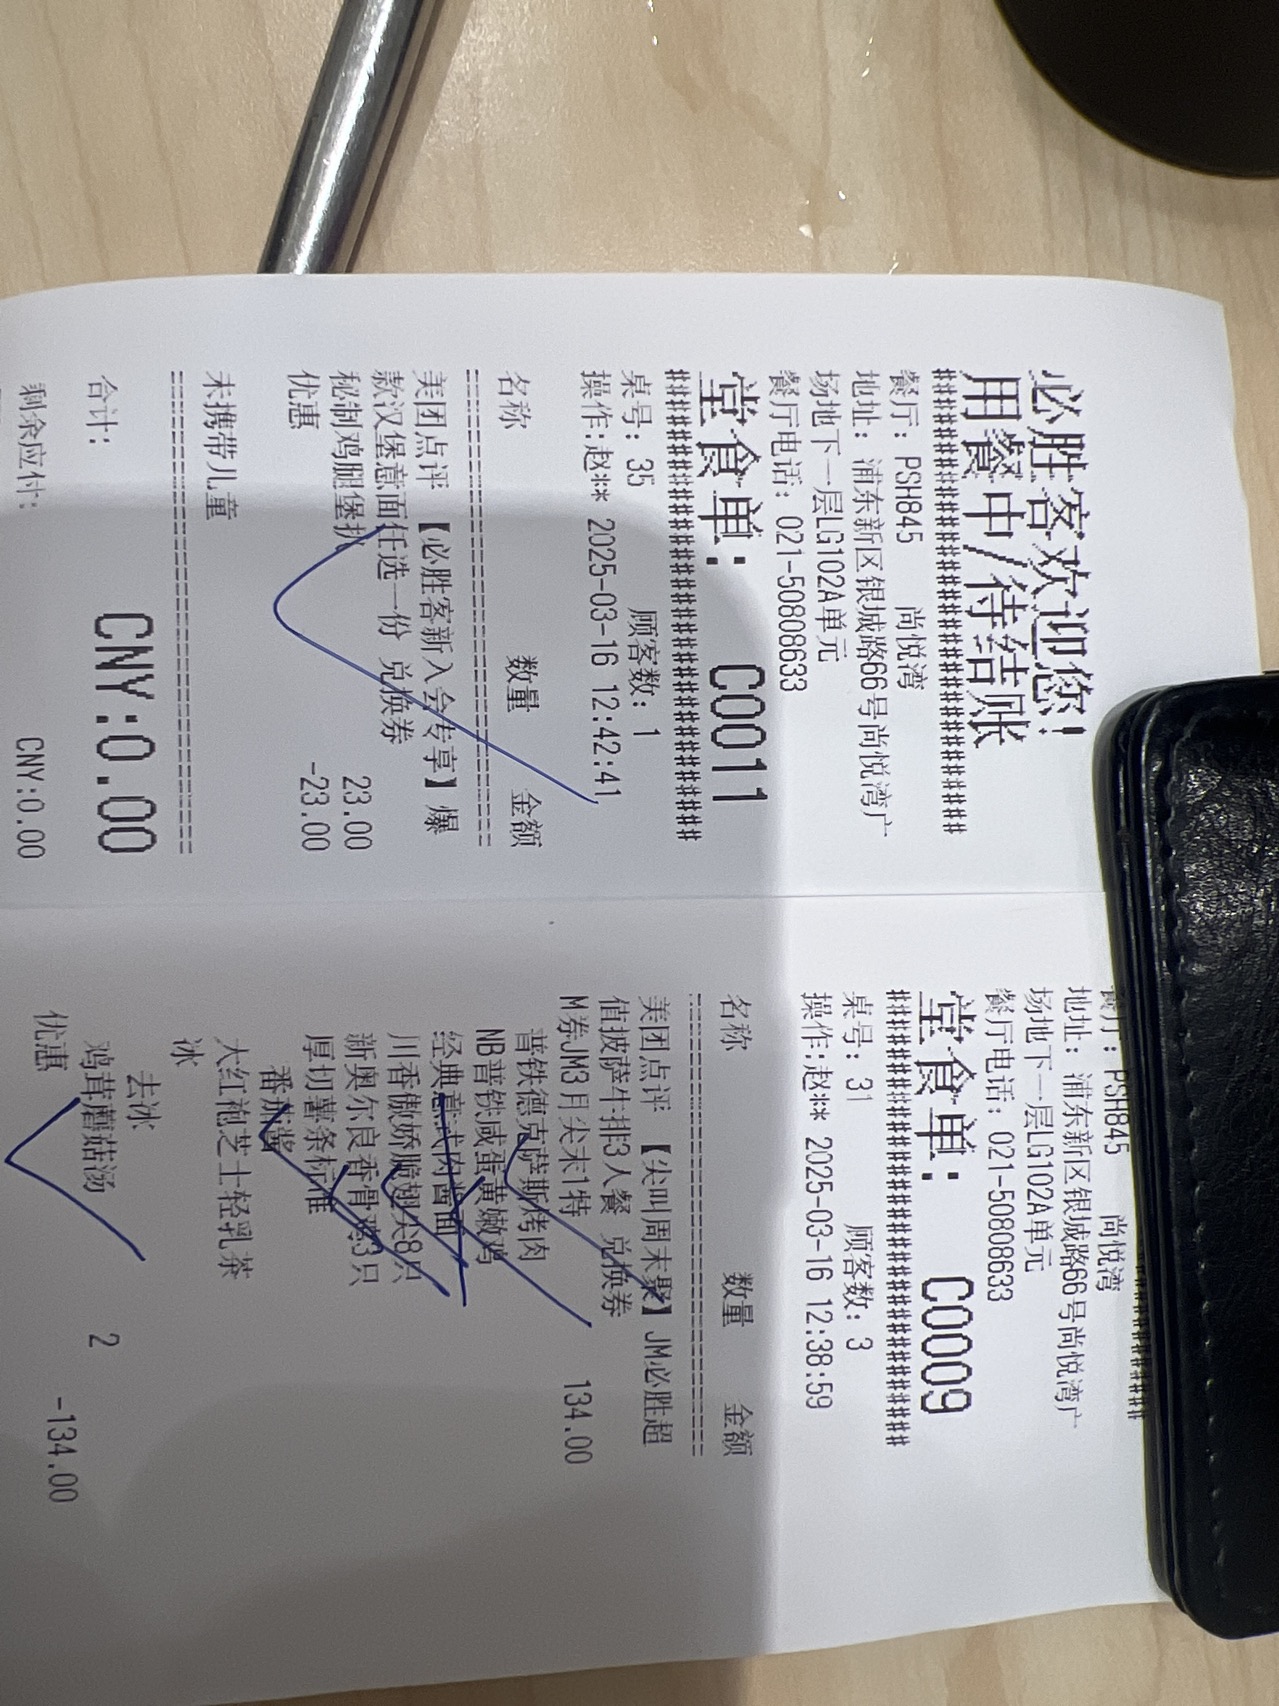 必胜客欢迎您!
用餐中/待结账
########################
餐厅: PSH845 尚悦湾
地址: 浦东新区银城路66号尚悦湾广
场地下一层LG102A单元
餐厅电话: 021-50808633
堂食单: C0011
########################
桌号: 35 顾客数: 1
操作:赵** 2025-03-16 12:42:41
名称 数量 金额
美团点评 【必胜客新入会专享】爆
款汉堡意面任选一份 兑换券
23.00
秘制鸡腿堡扒
优惠 -23.00
未携带儿童
合计: CNY:0.00
剩余应付: CNY:0.00
餐厅: PSH845 尚悦湾
地址: 浦东新区银城路66号尚悦湾广
场地下一层LG102A单元
餐厅电话: 021-50808633
堂食单: C0009
########################
桌号: 31 顾客数: 3
操作:赵** 2025-03-16 12:38:59
名称 数量 金额
美团点评 【尖叫周末聚】JM必胜超
值披萨牛排3人餐 兑换券
M券JM3月尖末1特 134.00
普铁德克萨斯烤肉
NB普铁咸蛋黄嫩鸡
经典意式肉酱面
川香傲娇脆翅尖8只
新奥尔良香骨鸡3只
厚切薯条标准
番茄酱
大红袍芝士轻乳茶
冰
去冰
鸡茸蘑菇汤 2
优惠 -134.00